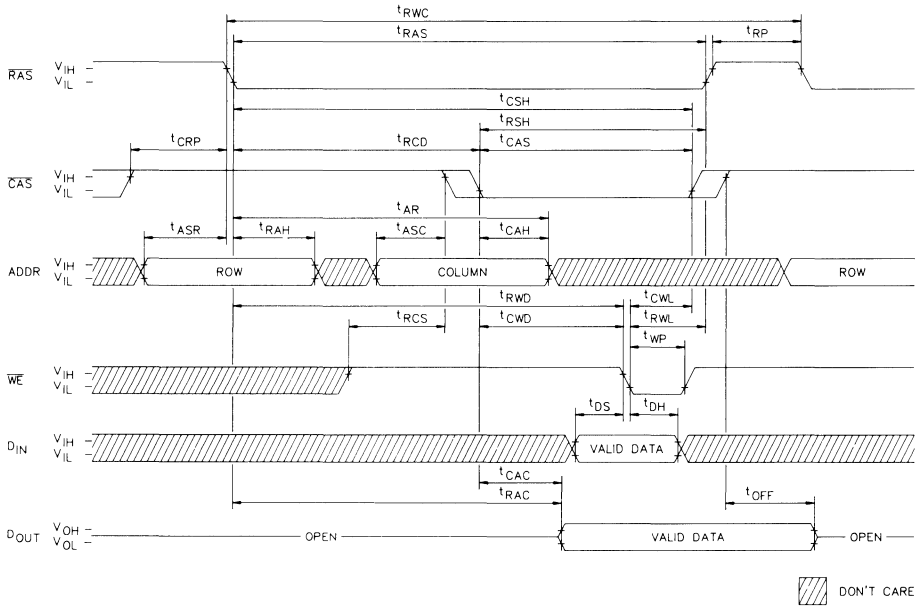 tRWC
tRAS
tRP
RAS
VIH
VIL
tCSH
tRSH
tCRP
tRCD
tCAS
CAS
VIH
VIL
tAR
tASR
tRAH
tASC
tCAH
ADDR
VIH
VIL
ROW
COLUMN
ROW
tRWD
tCWL
tRCS
tCWD
tRWL
tWP
WE
VIH
VIL
tDS
tDH
DIN
VIH
VIL
VALID DATA
tCAC
tRAC
tOFF
DOUT
VOH
VOL
OPEN
VALID DATA
OPEN
DON'T CARE